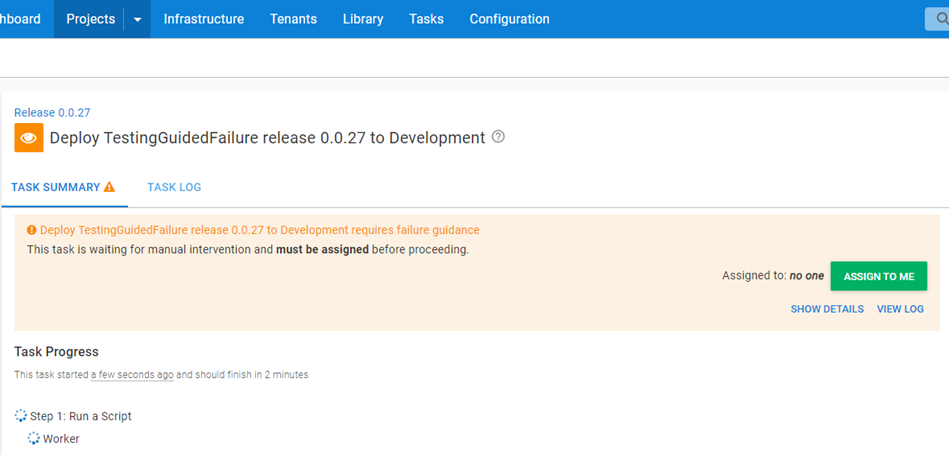 hboard Projects Infrastructure Tenants Library Tasks Configuration
Release 0.0.27
Deploy TestingGuidedFailure release 0.0.27 to Development
TASK SUMMARY TASK LOG
Deploy TestingGuidedFailure release 0.0.27 to Development requires failure guidance
This task is waiting for manual intervention and must be assigned before proceeding.
Assigned to: no one ASSIGN TO ME
SHOW DETAILS VIEW LOG
Task Progress
This task started a few seconds ago and should finish in 2 minutes
Step 1: Run a Script
Worker